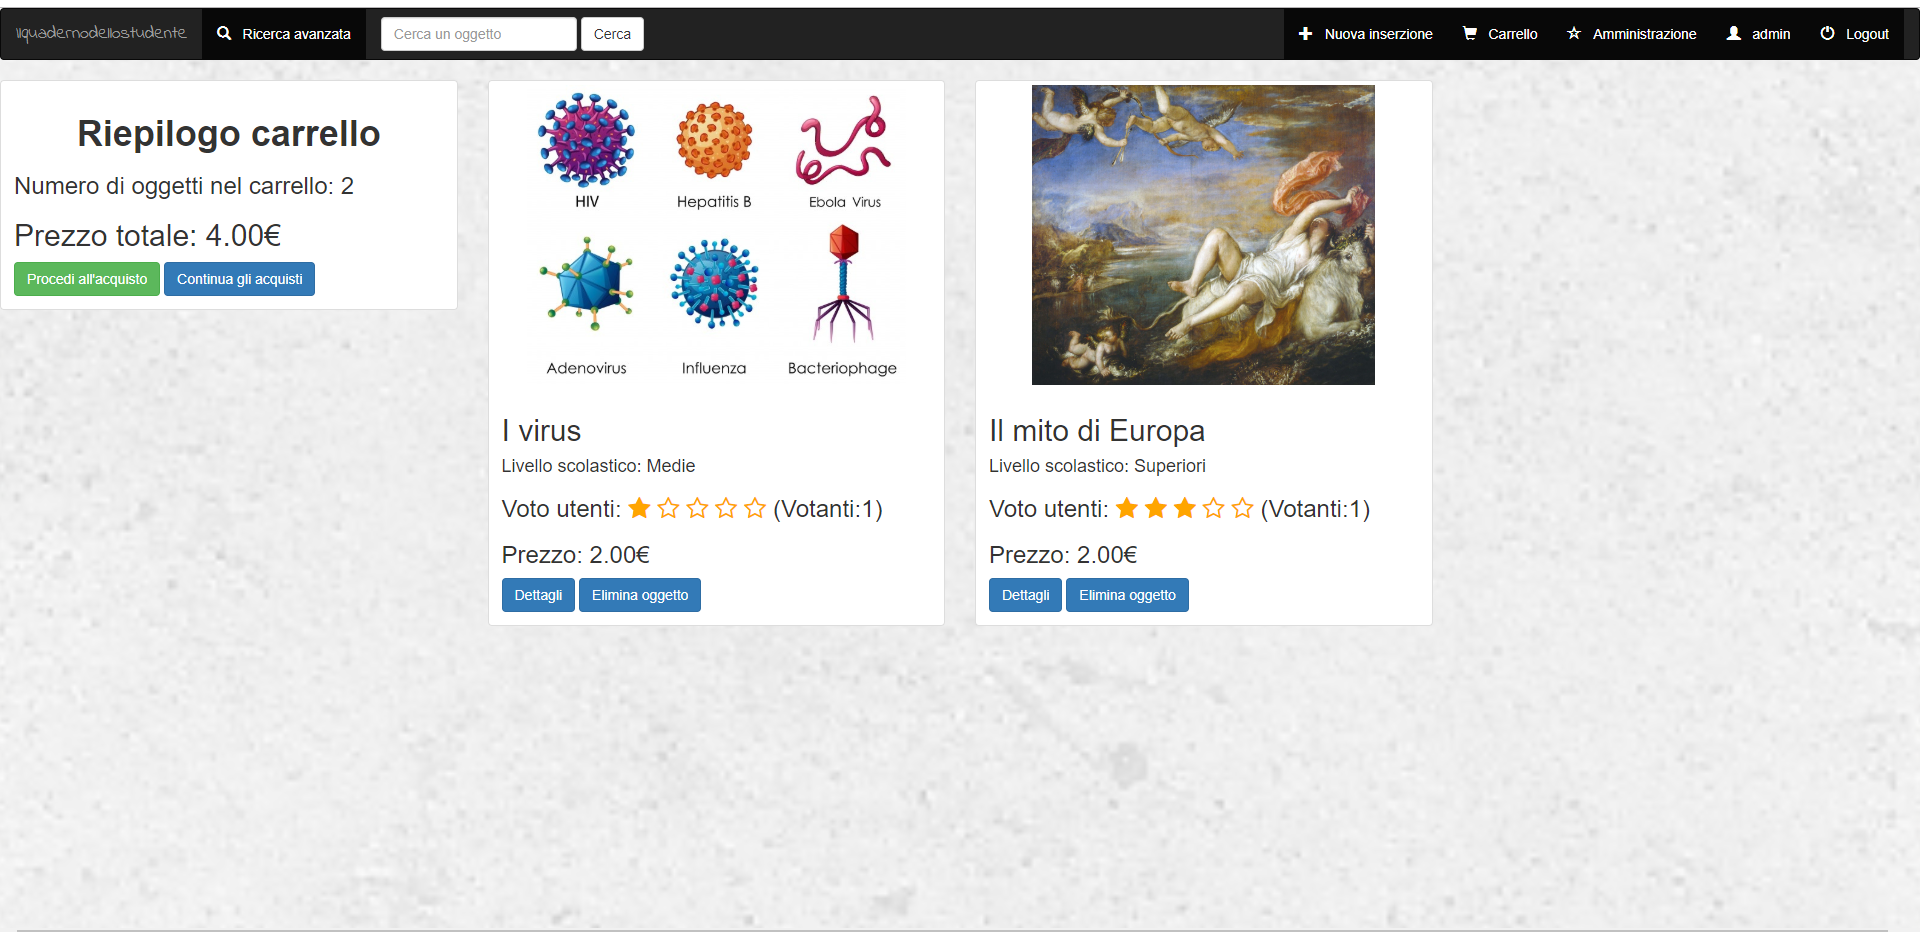 ilquadernodellostudente Ricerca avanzata Cerca un oggetto Cerca Nuova inserzione Carrello Amministrazione admin Logout
Riepilogo carrello
Numero di oggetti nel carrello: 2
Prezzo totale: 4.00€
Procedi all'acquisto Continua gli acquisti
HIV Hepatitis B Ebola Virus
Adenovirus Influenza Bacteriophage
I virus
Livello scolastico: Medie
Voto utenti: (Votanti:1)
Prezzo: 2.00€
Dettagli Elimina oggetto
Il mito di Europa
Livello scolastico: Superiori
Voto utenti: (Votanti:1)
Prezzo: 2.00€
Dettagli Elimina oggetto